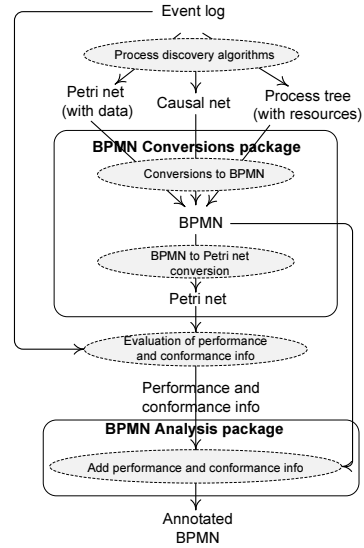 Event log
Process discovery algorithms
Petri net
(with data)
Causal net
Process tree
(with resources)
BPMN Conversions package
Conversions to BPMN
BPMN
BPMN to Petri net
conversion
Petri net
Evaluation of performance
and conformance info
Performance and
conformance info
BPMN Analysis package
Add performance and conformance info
Annotated
BPMN